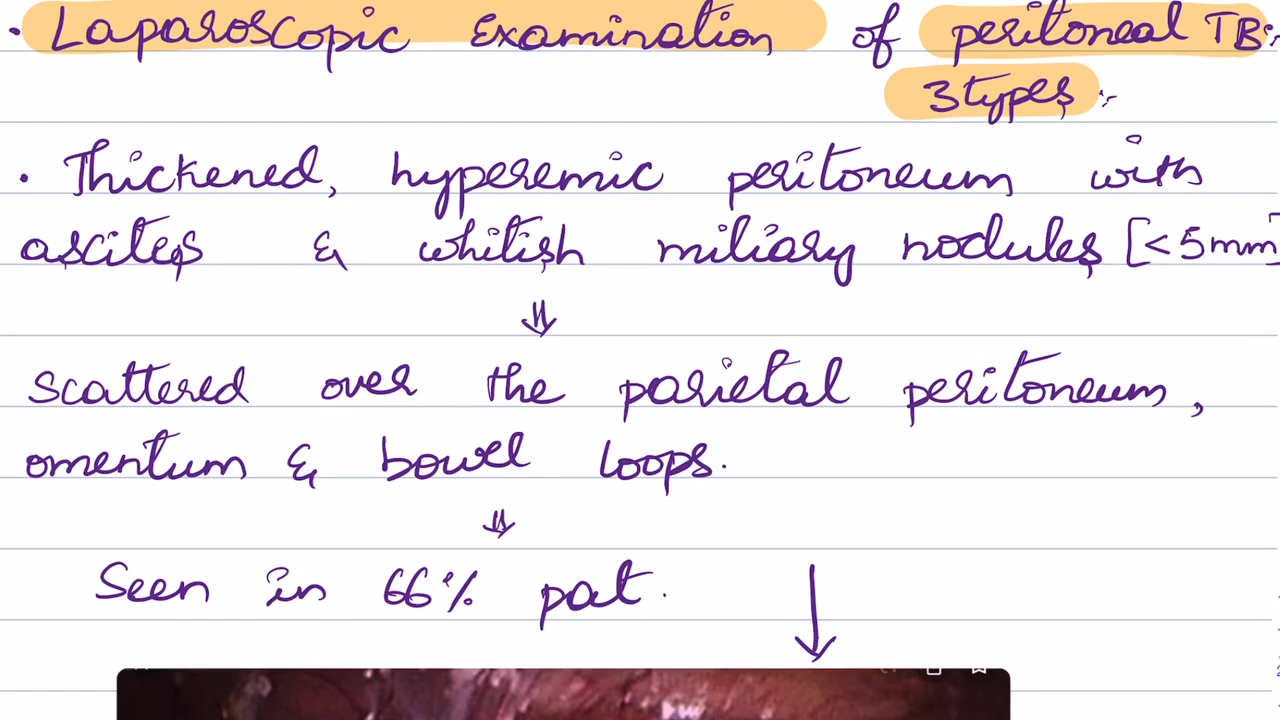 · Laparoscopic Examination of peritoneal TB:-
3 types :-
· Thickened, hyperemic peritoneum with
ascites & whitish miliary nodules [<5mm]
⇓
scattered over the parietal peritoneum,
omentum & bowel loops.
⇓
Seen in 66% pat.
↓